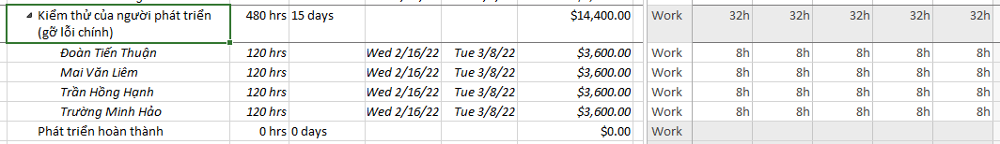 Kiểm thử của người phát triển 480 hrs 15 days $14,400.00 Work 32h 32h 32h 32h 32h
(gỡ lỗi chính)
Đoàn Tiến Thuận 120 hrs Wed 2/16/22 Tue 3/8/22 $3,600.00 Work 8h 8h 8h 8h 8h
Mai Văn Liêm 120 hrs Wed 2/16/22 Tue 3/8/22 $3,600.00 Work 8h 8h 8h 8h 8h
Trần Hồng Hạnh 120 hrs Wed 2/16/22 Tue 3/8/22 $3,600.00 Work 8h 8h 8h 8h 8h
Trường Minh Hảo 120 hrs Wed 2/16/22 Tue 3/8/22 $3,600.00 Work 8h 8h 8h 8h 8h
Phát triển hoàn thành 0 hrs 0 days $0.00 Work